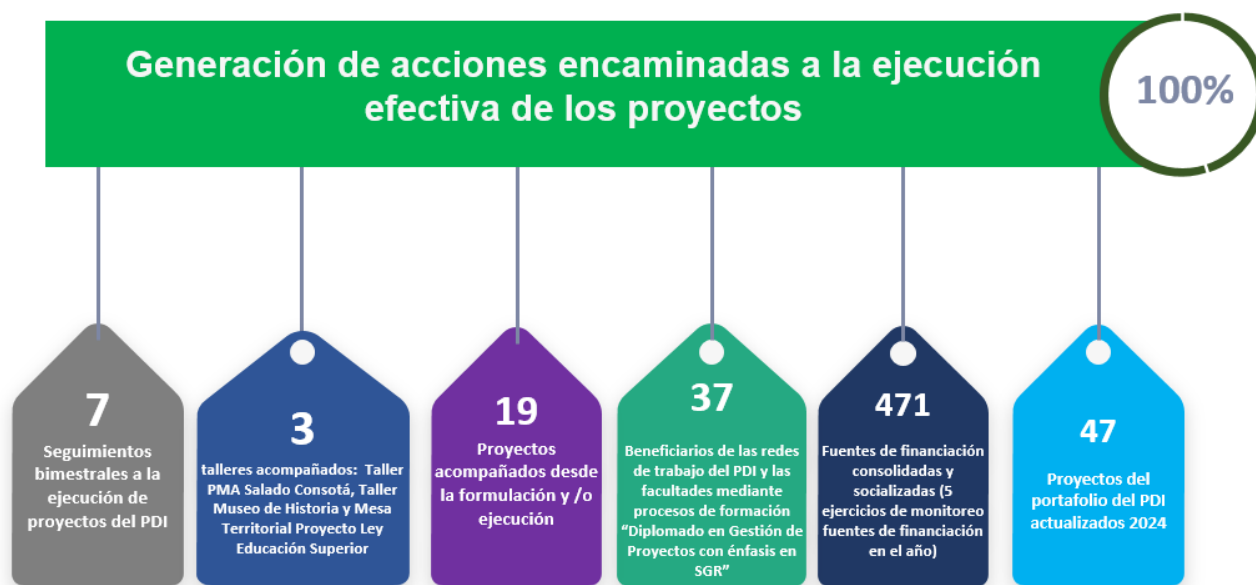 Generación de acciones encaminadas a la ejecución
efectiva de los proyectos
100%
7
Seguimientos
bimestrales a la
ejecución de
proyectos del PDI
3
talleres acompañados: Taller
PMA Salado Consotá, Taller
Museo de Historia y Mesa
Territorial Proyecto Ley
Educación Superior
19
Proyectos
acompañados desde
la formulación y /o
ejecución
37
Beneficiarios de las redes
de trabajo del PDI y las
facultades mediante
procesos de formación
“Diplomado en Gestión de
Proyectos con énfasis en
SGR”
471
Fuentes de financiación
consolidadas y
socializadas (5
ejercicios de monitoreo
fuentes de financiación
en el año)
47
Proyectos del
portafolio del PDI
actualizados 2024